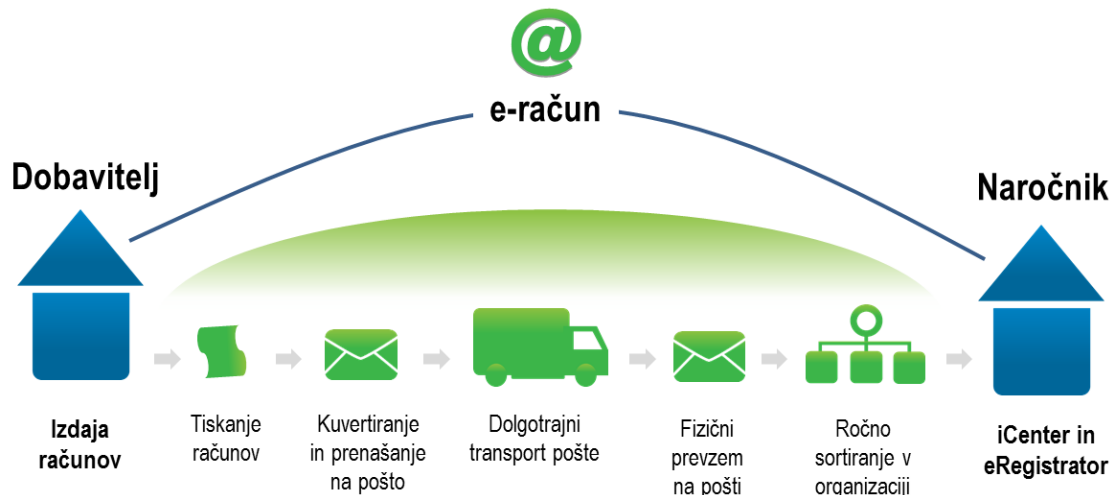 @
e-račun
Dobavitelj
Naročnik
Izdaja
računov
Tiskanje
računov
Kuvertiranje
in prenašanje
na pošto
Dolgotrajni
transport pošte
Fizični
prevzem
na pošti
Ročno
sortiranje v
organizaciji
iCenter in
eRegistrator